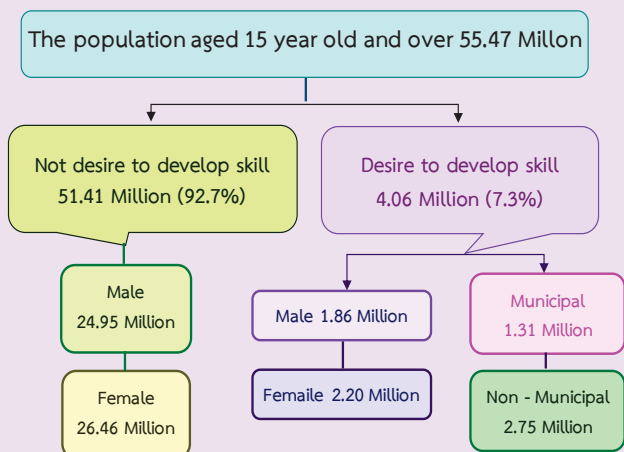 The population aged 15 year old and over 55.47 Millon
Not desire to develop skill
51.41 Million (92.7%)
Desire to develop skill
4.06 Million (7.3%)
Male
24.95 Million
Female
26.46 Million
Male 1.86 Million
Femaile 2.20 Million
Municipal
1.31 Million
Non - Municipal
2.75 Million